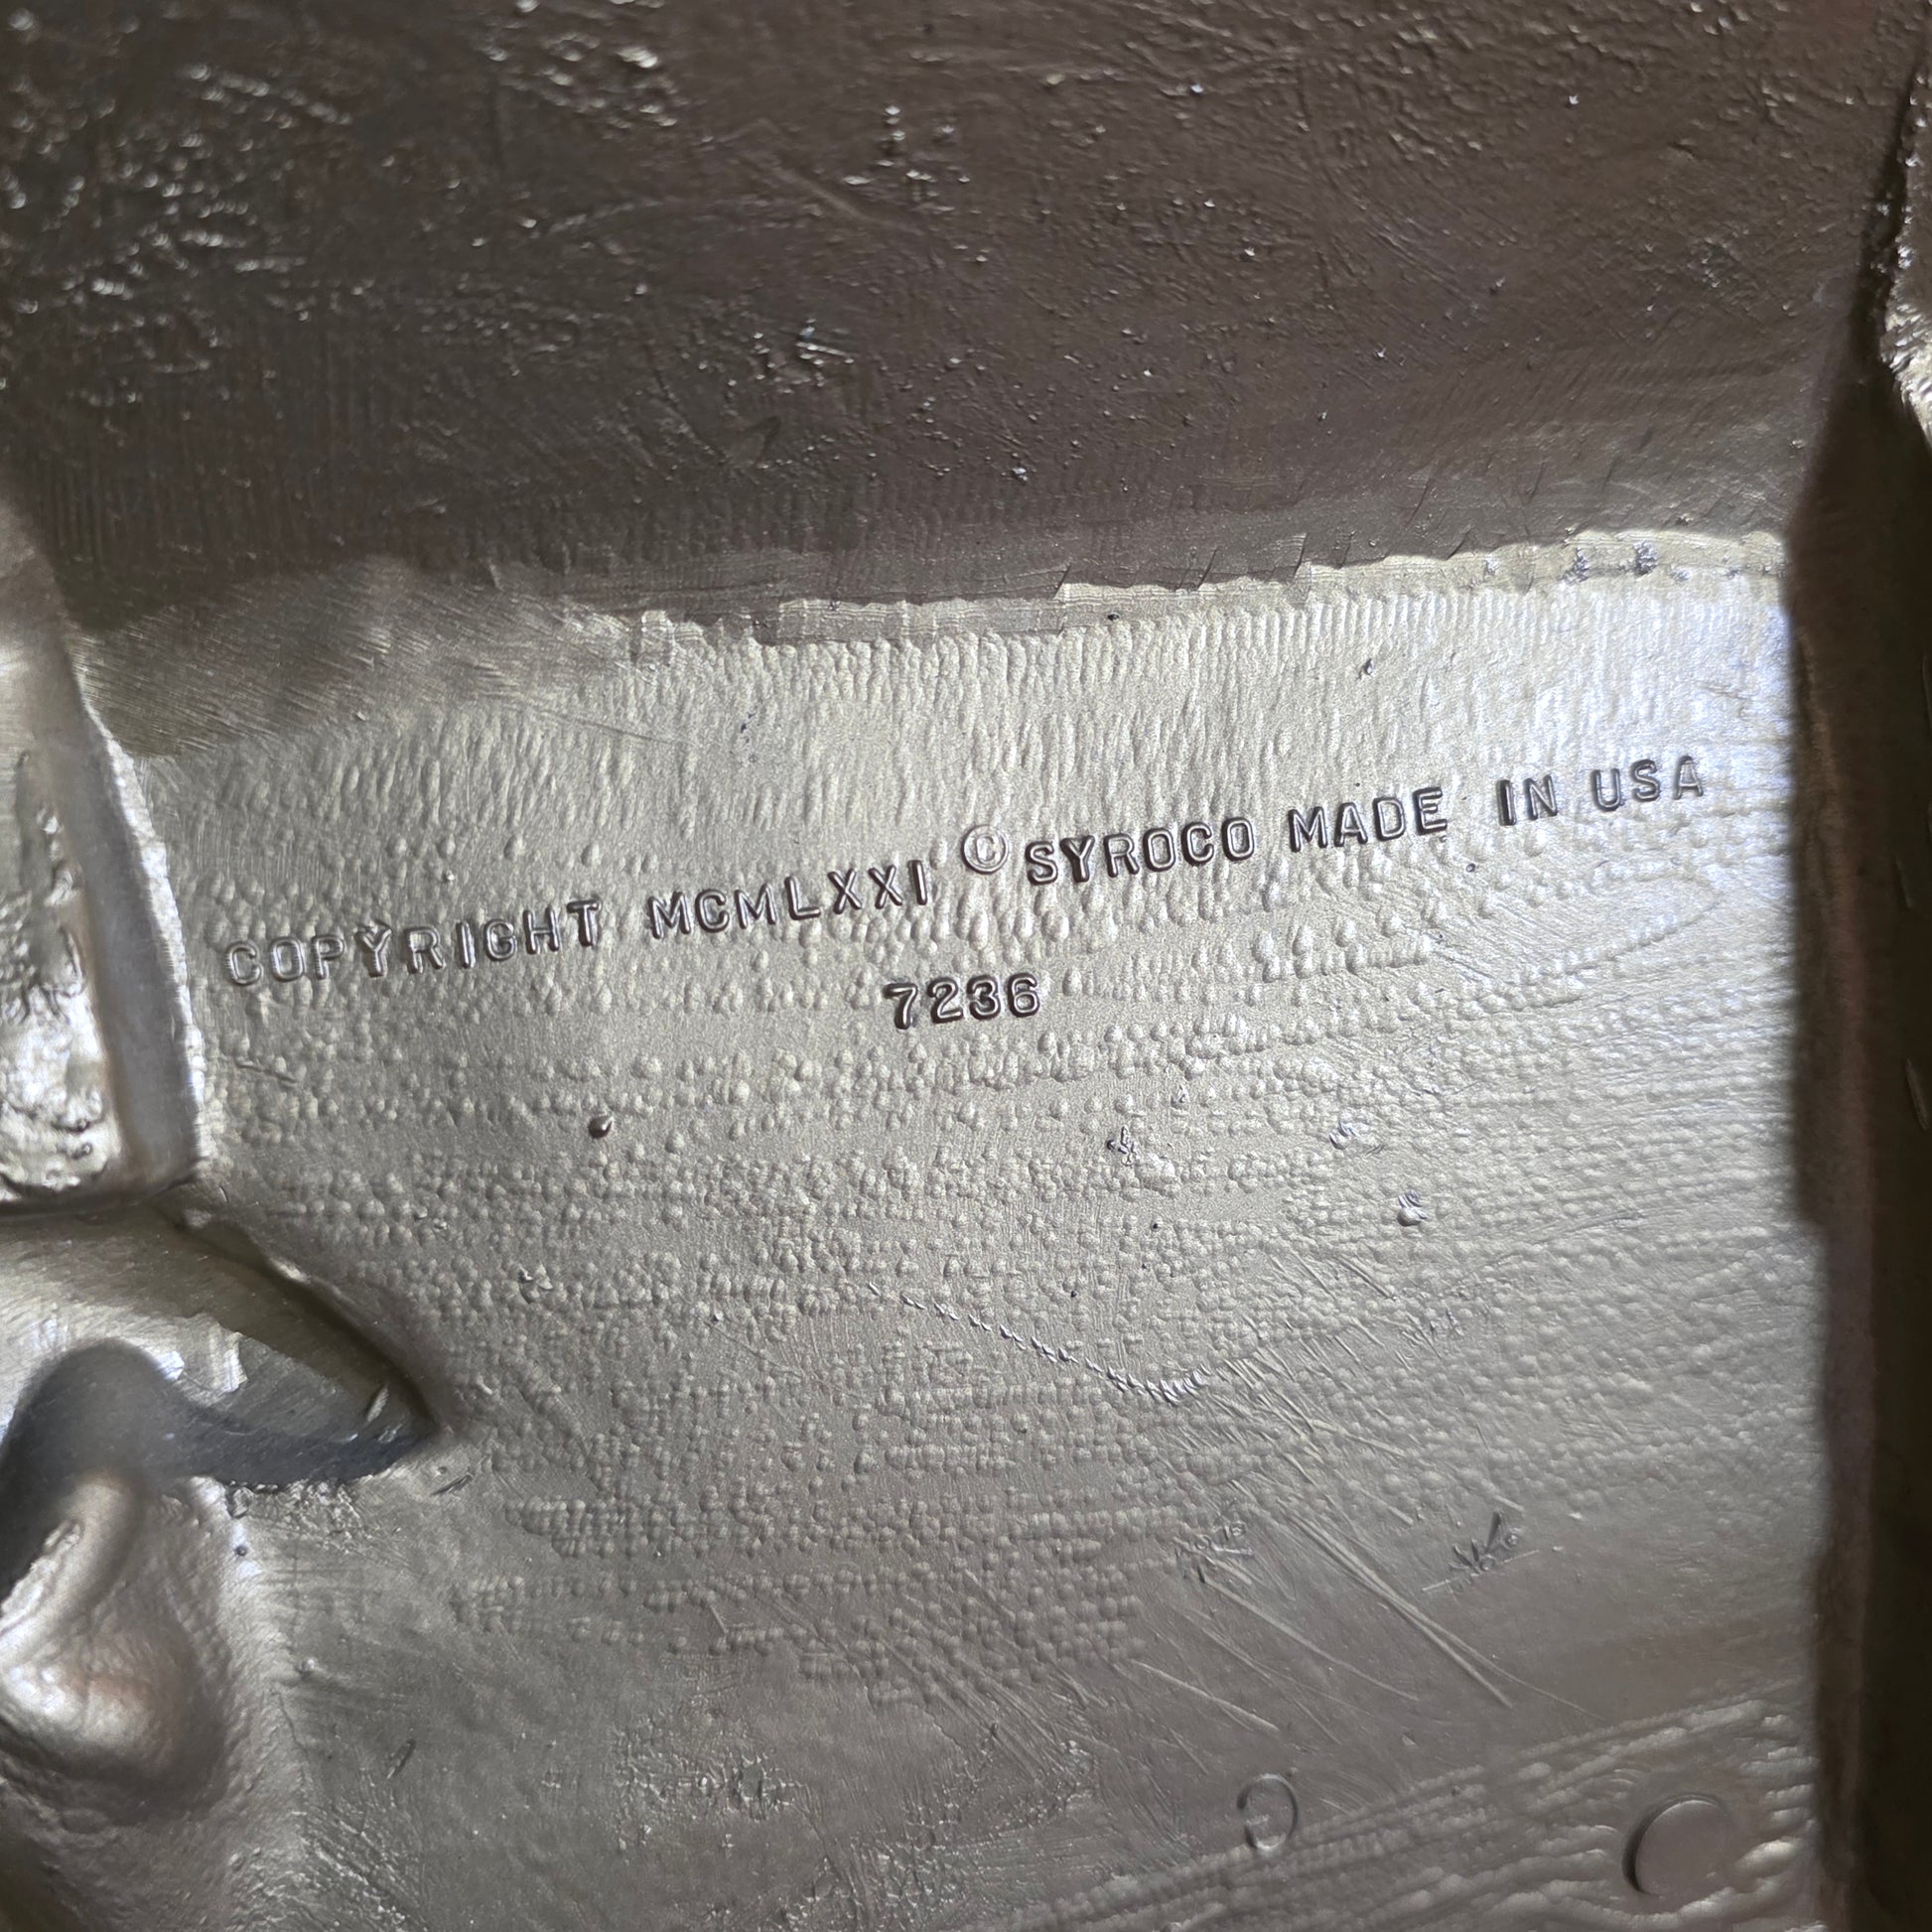 COPYRIGHT MCMLXXI © SYROCO MADE IN USA
7236